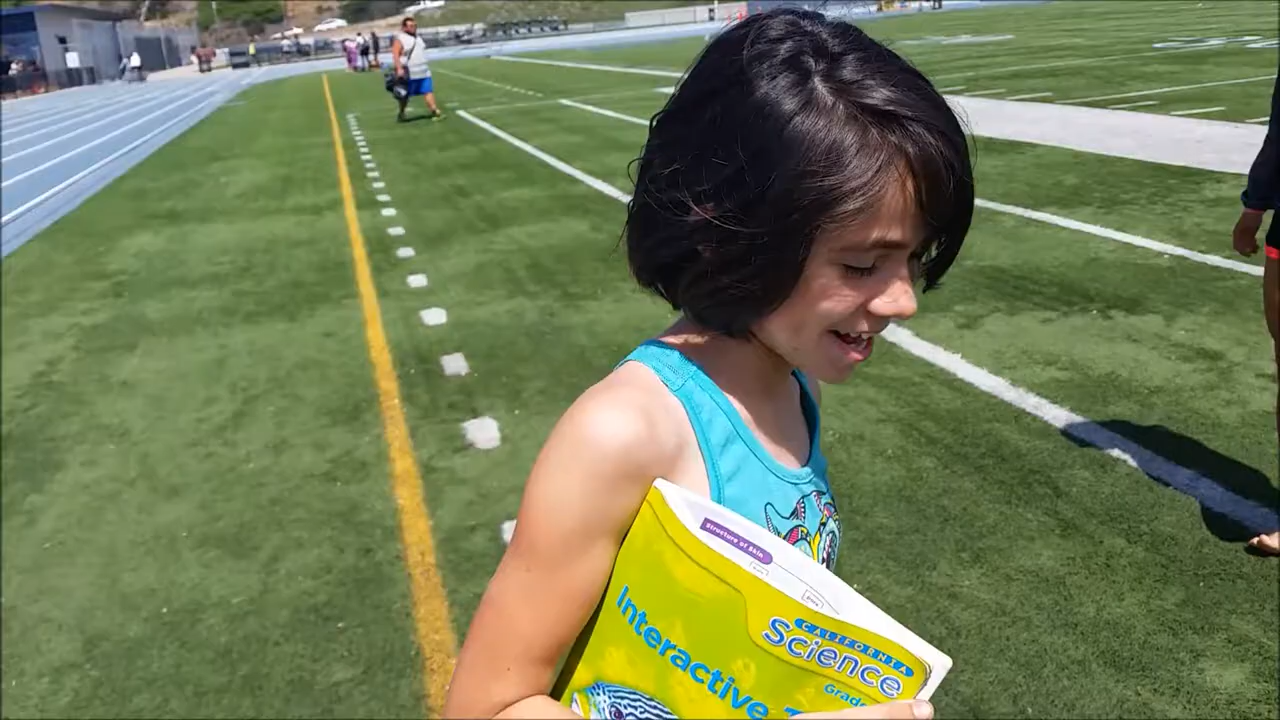 Structure of Skin
CALIFORNIA
Science
Grade
Interactive